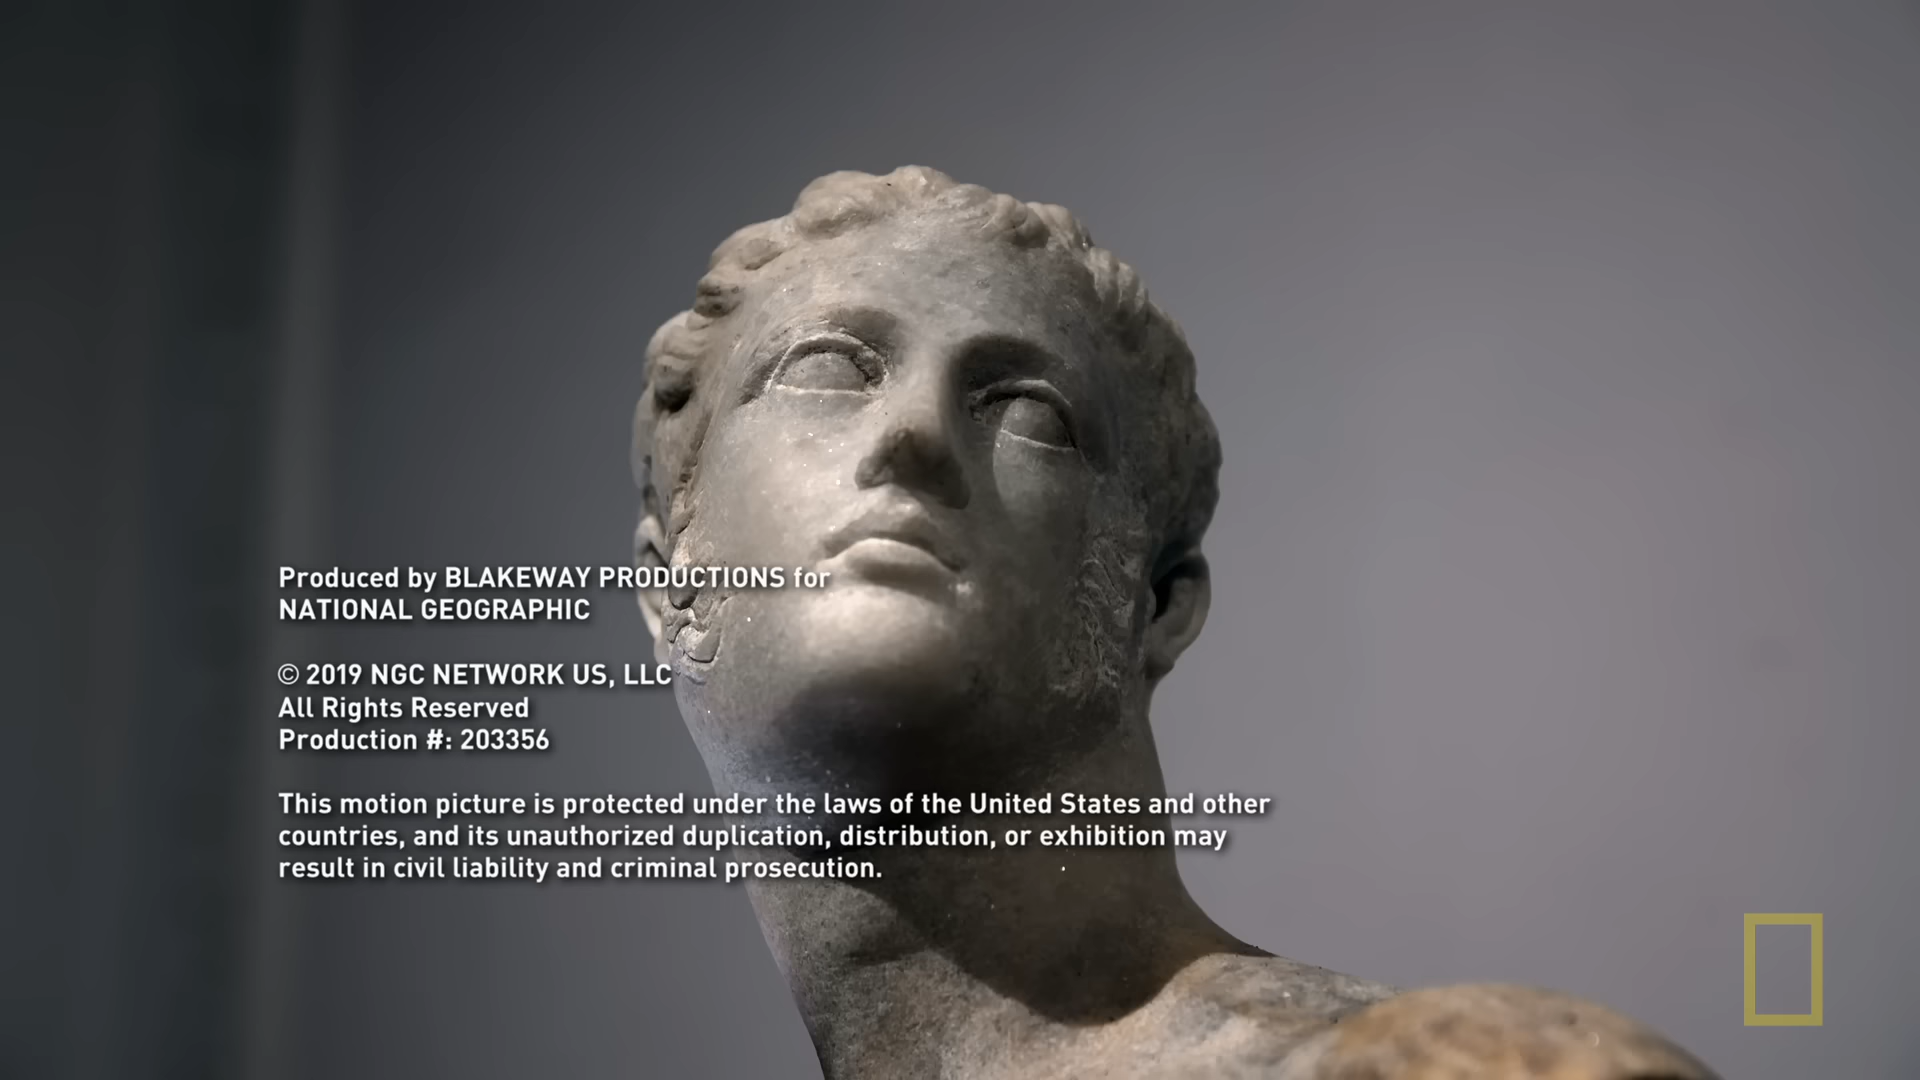 Produced by BLAKEWAY PRODUCTIONS for
NATIONAL GEOGRAPHIC
© 2019 NGC NETWORK US, LLC
All Rights Reserved
Production #: 203356
This motion picture is protected under the laws of the United States and other
countries, and its unauthorized duplication, distribution, or exhibition may
result in civil liability and criminal prosecution.